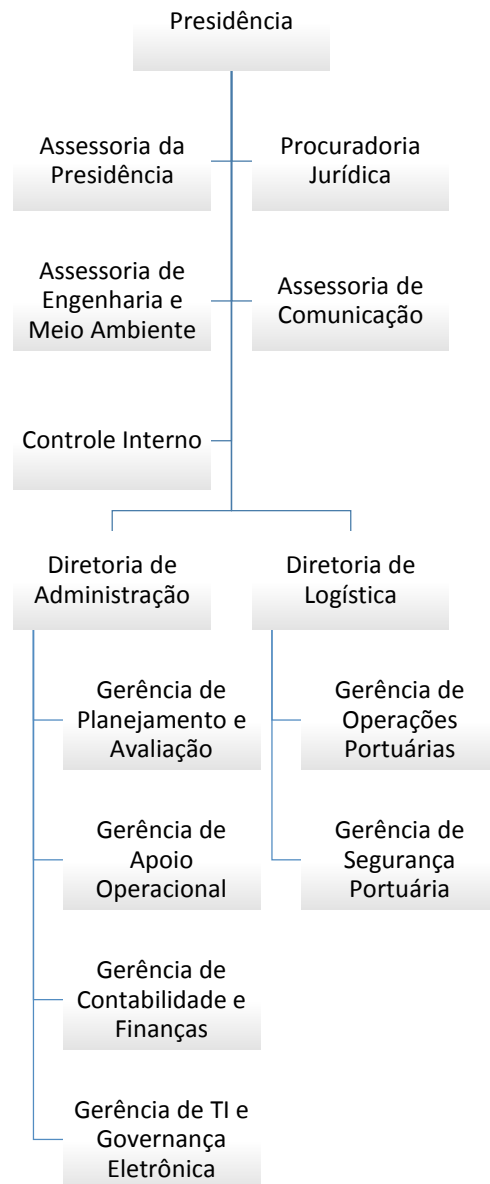 Presidência
Assessoria da
Presidência
Procuradoria
Jurídica
Assessoria de
Engenharia e
Meio Ambiente
Assessoria de
Comunicação
Controle Interno
Diretoria de
Administração
Diretoria de
Logística
Gerência de
Planejamento e
Avaliação
Gerência de
Operações
Portuárias
Gerência de
Apoio
Operacional
Gerência de
Segurança
Portuária
Gerência de
Contabilidade e
Finanças
Gerência de TI e
Governança
Eletrônica